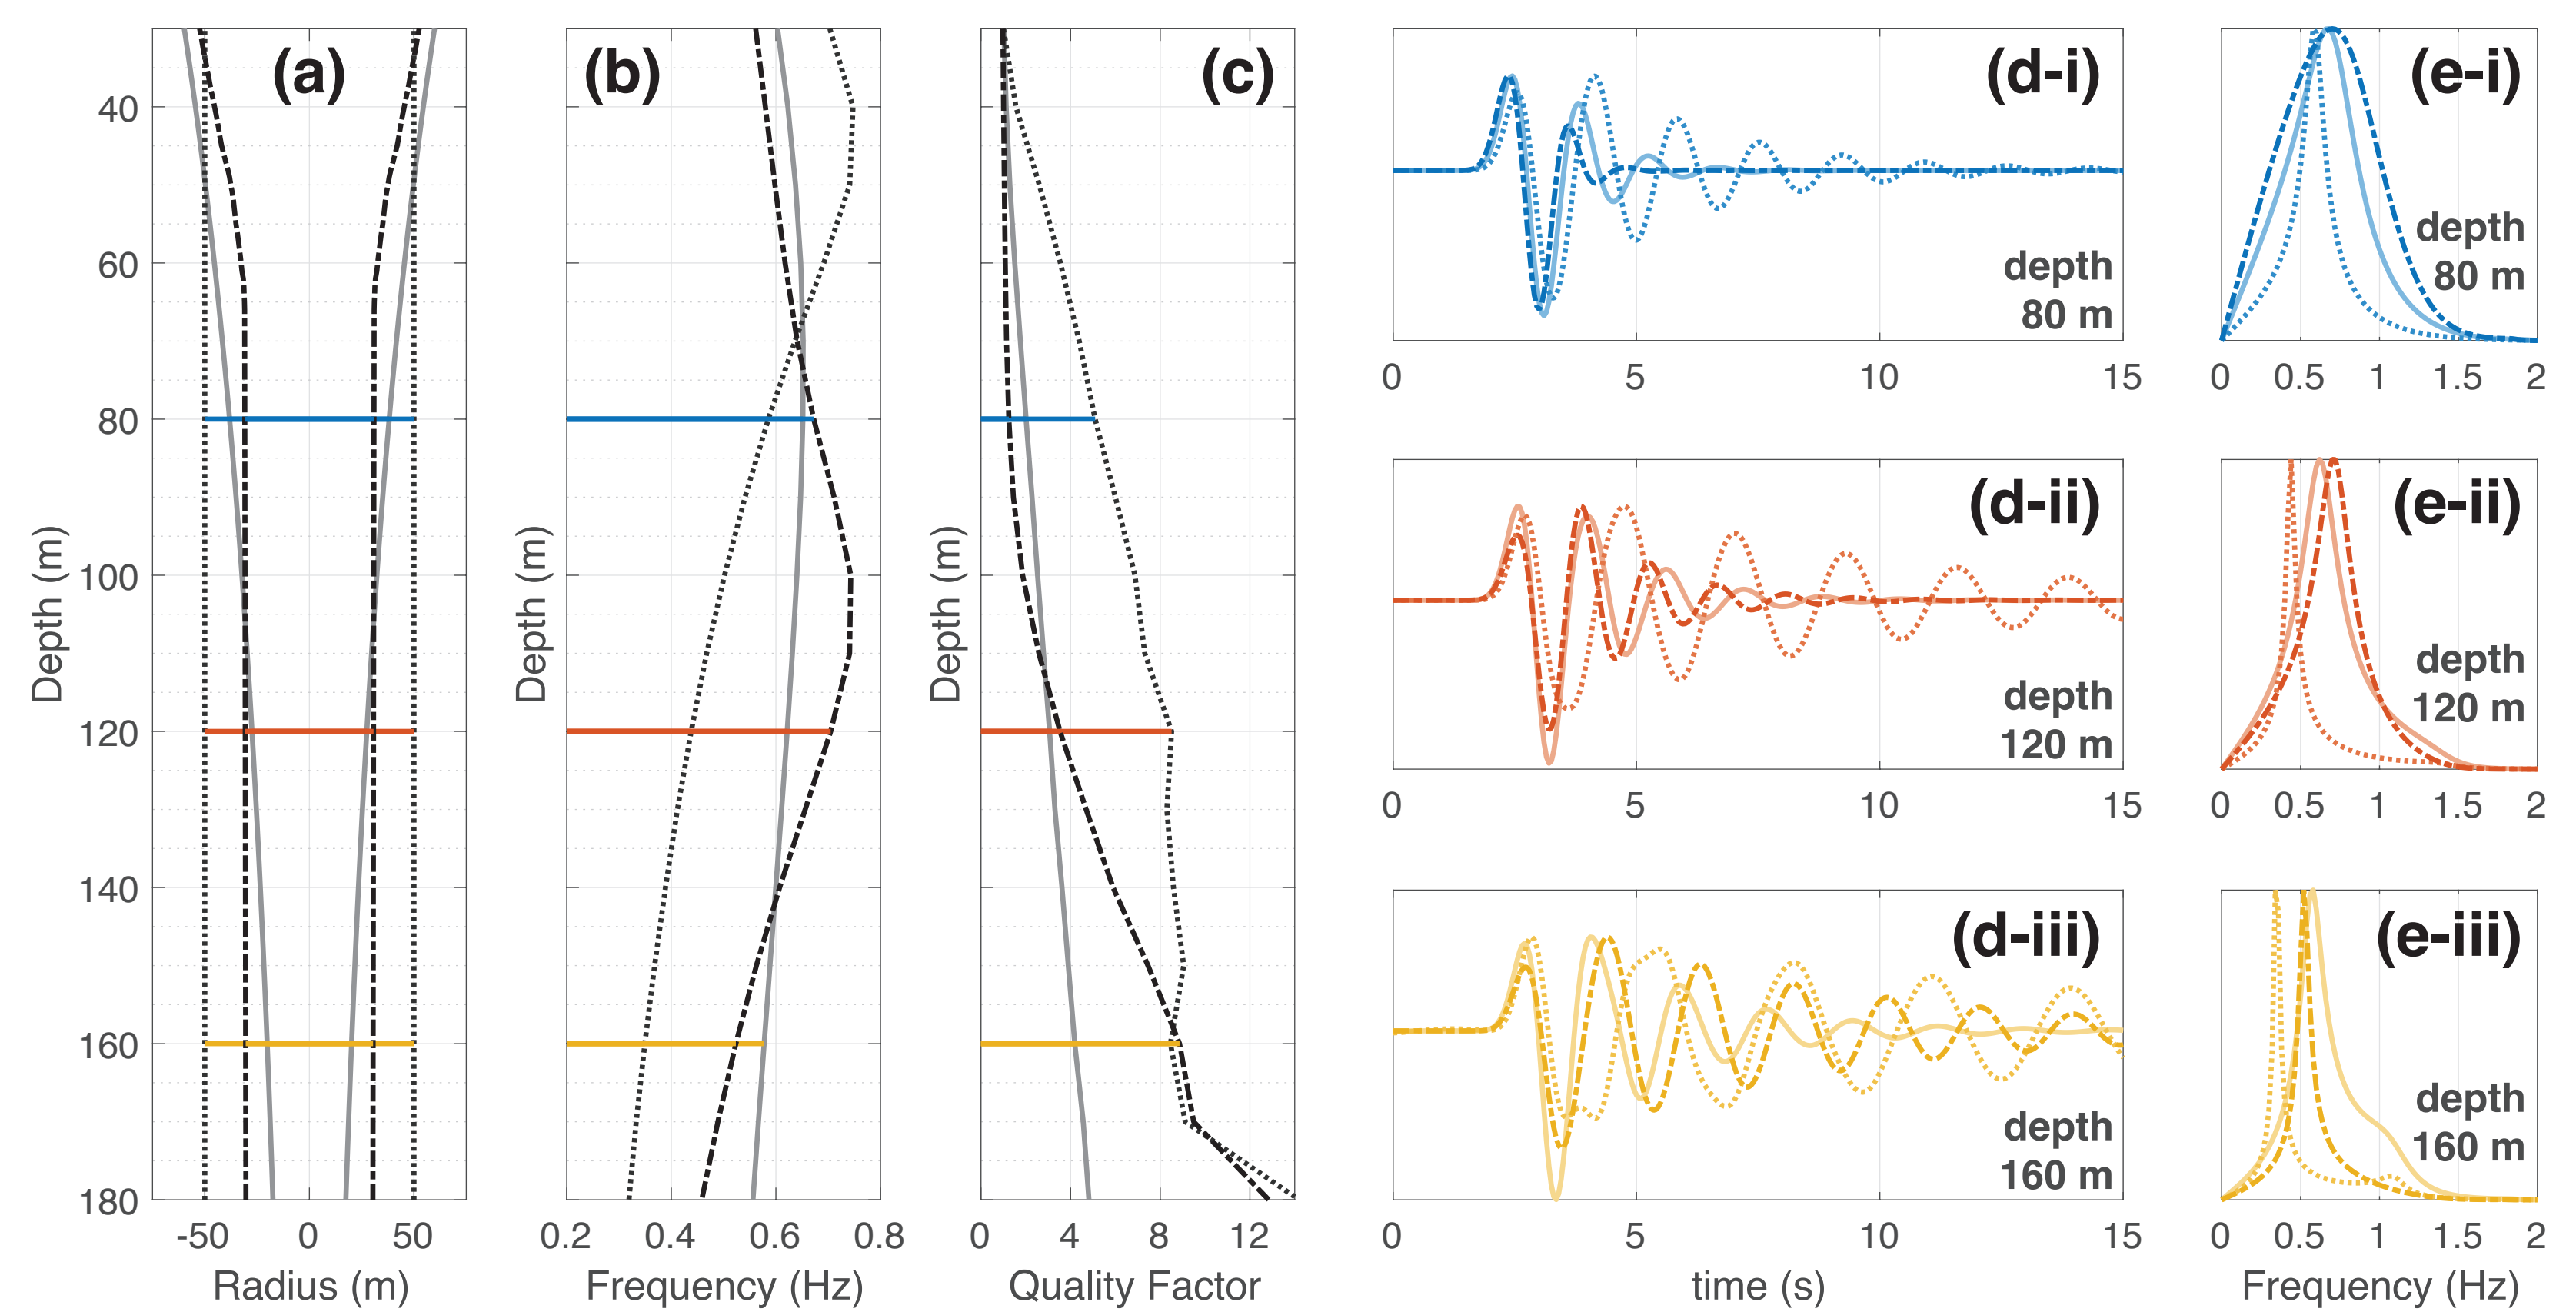 (a)
(b)
(c)
(d-i)
(e-i)
depth
80 m
depth
80 m
0 5 10 15
0 0.5 1 1.5 2
(d-ii)
(e-ii)
depth
120 m
depth
120 m
0 5 10 15
0 0.5 1 1.5 2
(d-iii)
(e-iii)
depth
160 m
depth
160 m
0 5 10 15
0 0.5 1 1.5 2
time (s)
Frequency (Hz)
40
60
80
100
120
140
160
180
Depth (m)
Depth (m)
Depth (m)
-50 0 50
0.2 0.4 0.6 0.8
0 4 8 12
Radius (m)
Frequency (Hz)
Quality Factor